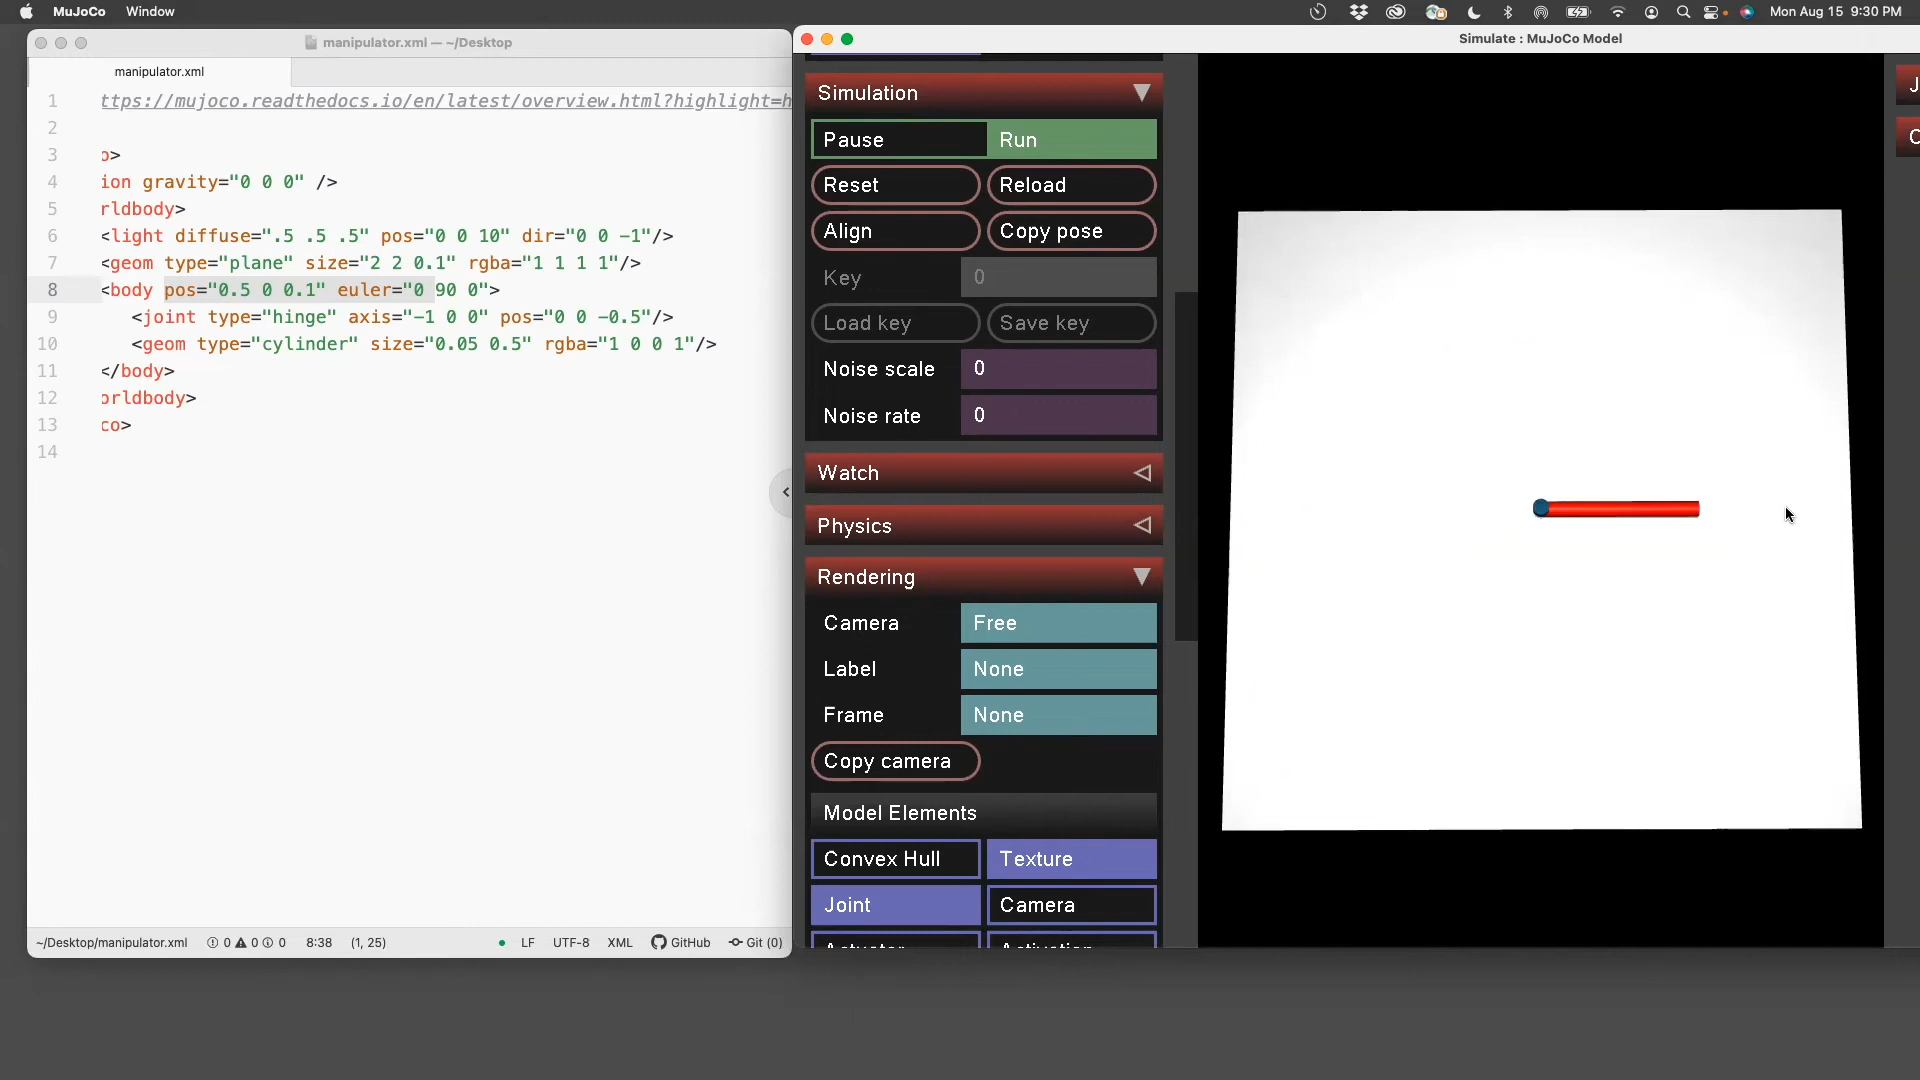 MuJoCo Window
Mon Aug 15 9:30 PM
manipulator.xml — ~/Desktop
manipulator.xml
1 ttps://mujoco.readthedocs.io/en/latest/overview.html?highlight=h
2
3 o>
4 ion gravity="0 0 0" />
5 rldbody>
6 <light diffuse=".5 .5 .5" pos="0 0 10" dir="0 0 -1"/>
7 <geom type="plane" size="2 2 0.1" rgba="1 1 1 1"/>
8 <body pos="0.5 0 0.1" euler="0 90 0">
9 <joint type="hinge" axis="-1 0 0" pos="0 0 -0.5"/>
10 <geom type="cylinder" size="0.05 0.5" rgba="1 0 0 1"/>
11 </body>
12 orldbody>
13 co>
14
~/Desktop/manipulator.xml 0 0 0 8:38 (1, 25) LF UTF-8 XML GitHub Git (0)
Simulate : MuJoCo Model
Simulation
Pause Run
Reset Reload
Align Copy pose
Key 0
Load key Save key
Noise scale 0
Noise rate 0
Watch
Physics
Rendering
Camera Free
Label None
Frame None
Copy camera
Model Elements
Convex Hull Texture
Joint Camera
Actuator Activation
J
C